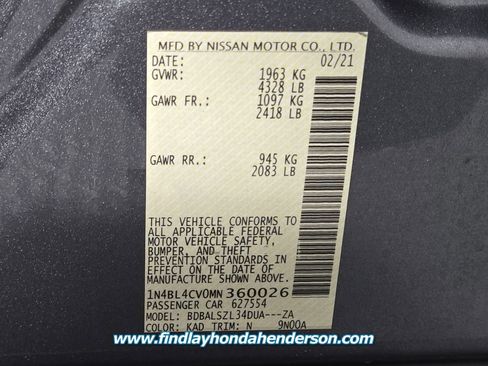 MFD BY NISSAN MOTOR CO., LTD.
DATE: 02/21
GVWR: 1963 KG
4328 LB
GAWR FR.: 1097 KG
2418 LB
GAWR RR.: 945 KG
2083 LB
THIS VEHICLE CONFORMS TO
ALL APPLICABLE FEDERAL
MOTOR VEHICLE SAFETY,
BUMPER, AND THEFT
PREVENTION STANDARDS IN
EFFECT ON THE DATE OF
MANUFACTURE SHOWN ABOVE.
1N4BL4CV0MN360026
PASSENGER CAR 627554
MODEL: BDBALSZL34DUA---ZA
COLOR: KAD TRIM: N 9N00A
www.findlayhondahenderson.com